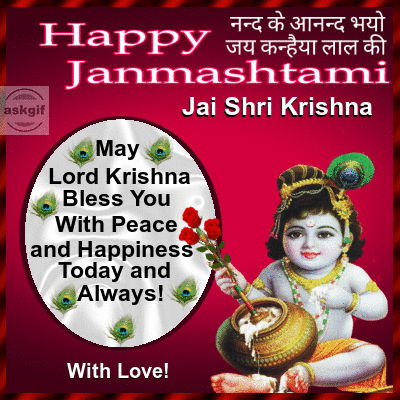 Happy
नन्द के आनन्द भयो
जय कन्हैया लाल की
Janmashtami
askgif
Jai Shri Krishna
May
Lord Krishna
Bless You
With Peace
and Happiness
Today and
Always!
With Love!